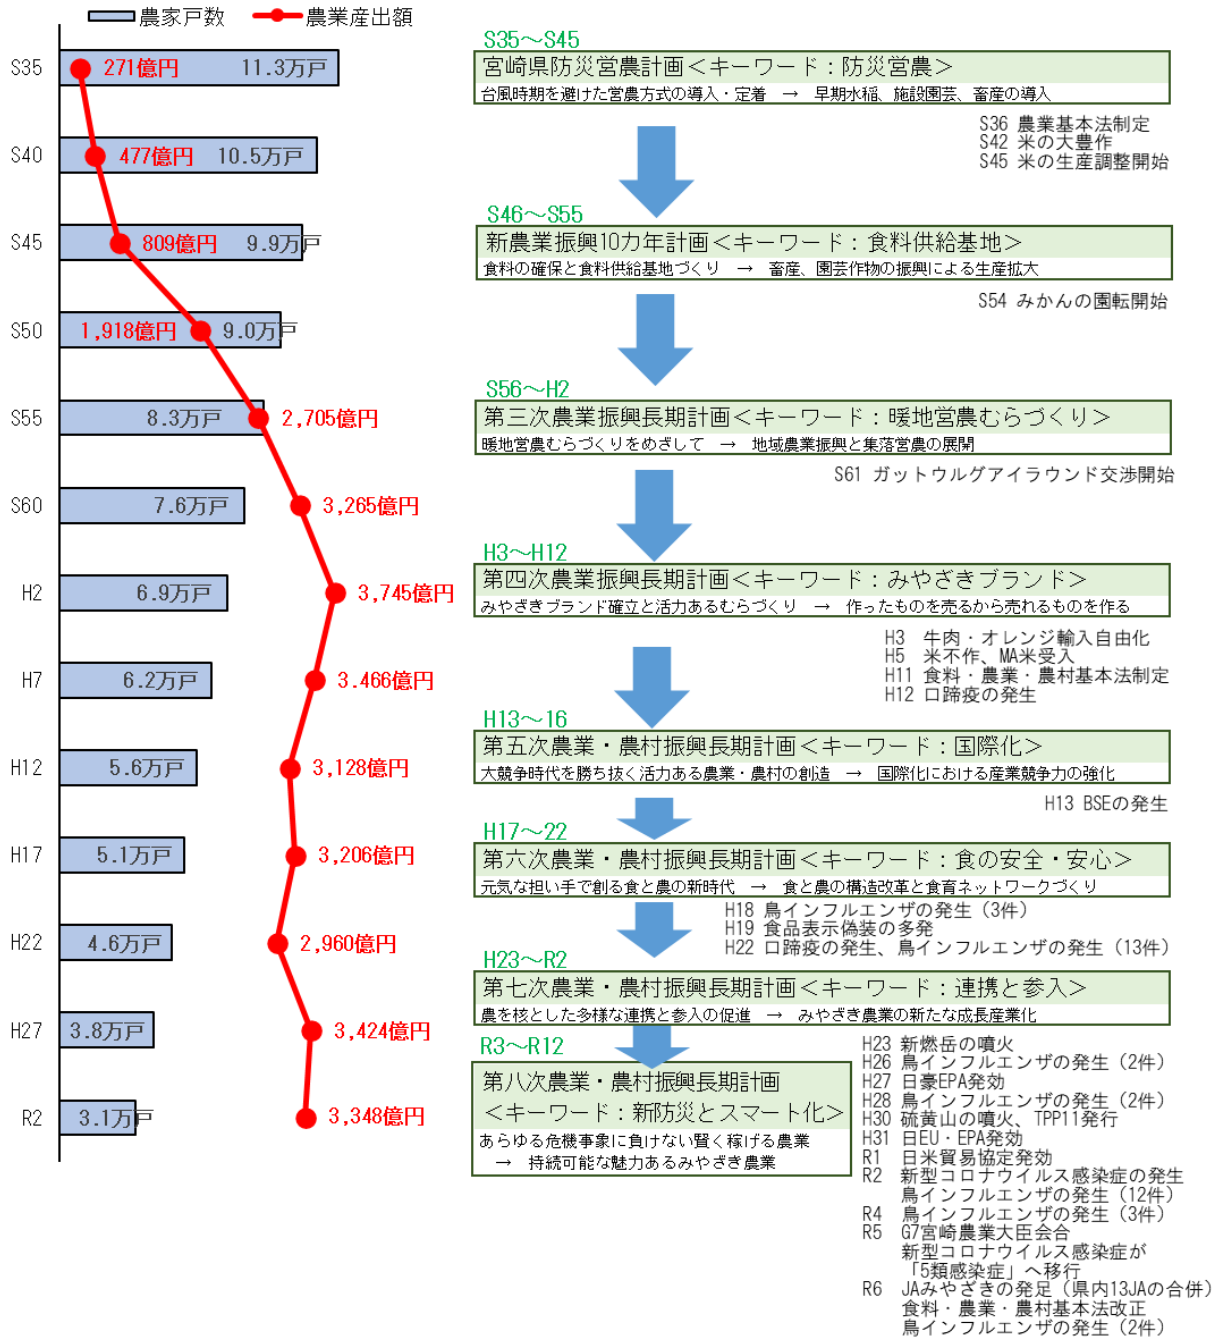 農家戸数 農業産出額
S35 271億円 11.3万戸
S40 477億円 10.5万戸
S45 809億円 9.9万戸
S50 1,918億円 9.0万戸
S55 8.3万戸 2,705億円
S60 7.6万戸 3,265億円
H2 6.9万戸 3,745億円
H7 6.2万戸 3.466億円
H12 5.6万戸 3,128億円
H17 5.1万戸 3,206億円
H22 4.6万戸 2,960億円
H27 3.8万戸 3,424億円
R2 3.1万戸 3,348億円
S35～S45
宮崎県防災営農計画＜キーワード：防災営農＞
台風時期を避けた営農方式の導入・定着 → 早期水稲、施設園芸、畜産の導入
S36 農業基本法制定
S42 米の大豊作
S45 米の生産調整開始
S46～S55
新農業振興10カ年計画＜キーワード：食料供給基地＞
食料の確保と食料供給基地づくり → 畜産、園芸作物の振興による生産拡大
S54 みかんの園転開始
S56～H2
第三次農業振興長期計画＜キーワード：暖地営農むらづくり＞
暖地営農むらづくりをめざして → 地域農業振興と集落営農の展開
S61 ガットウルグアイラウンド交渉開始
H3～H12
第四次農業振興長期計画＜キーワード：みやざきブランド＞
みやざきブランド確立と活力あるむらづくり → 作ったものを売るから売れるものを作る
H3 牛肉・オレンジ輸入自由化
H5 米不作、MA米受入
H11 食料・農業・農村基本法制定
H12 口蹄疫の発生
H13～16
第五次農業・農村振興長期計画＜キーワード：国際化＞
大競争時代を勝ち抜く活力ある農業・農村の創造 → 国際化における産業競争力の強化
H13 BSEの発生
H17～22
第六次農業・農村振興長期計画＜キーワード：食の安全・安心＞
元気な担い手で創る食と農の新時代 → 食と農の構造改革と食育ネットワークづくり
H18 鳥インフルエンザの発生（3件）
H19 食品表示偽装の多発
H22 口蹄疫の発生、鳥インフルエンザの発生（13件）
H23～R2
第七次農業・農村振興長期計画＜キーワード：連携と参入＞
農を核とした多様な連携と参入の促進 → みやざき農業の新たな成長産業化
R3～R12
第八次農業・農村振興長期計画
＜キーワード：新防災とスマート化＞
あらゆる危機事象に負けない賢く稼げる農業
→ 持続可能な魅力あるみやざき農業
H23 新燃岳の噴火
H26 鳥インフルエンザの発生（2件）
H27 日豪EPA発効
H28 鳥インフルエンザの発生（2件）
H30 硫黄山の噴火、TPP11発行
H31 日EU・EPA発効
R1 日米貿易協定発効
R2 新型コロナウイルス感染症の発生
鳥インフルエンザの発生（12件）
R4 鳥インフルエンザの発生（3件）
R5 G7宮崎農業大臣会合
新型コロナウイルス感染症が
「5類感染症」へ移行
R6 JAみやざきの発足（県内13JAの合併）
食料・農業・農村基本法改正
鳥インフルエンザの発生（2件）